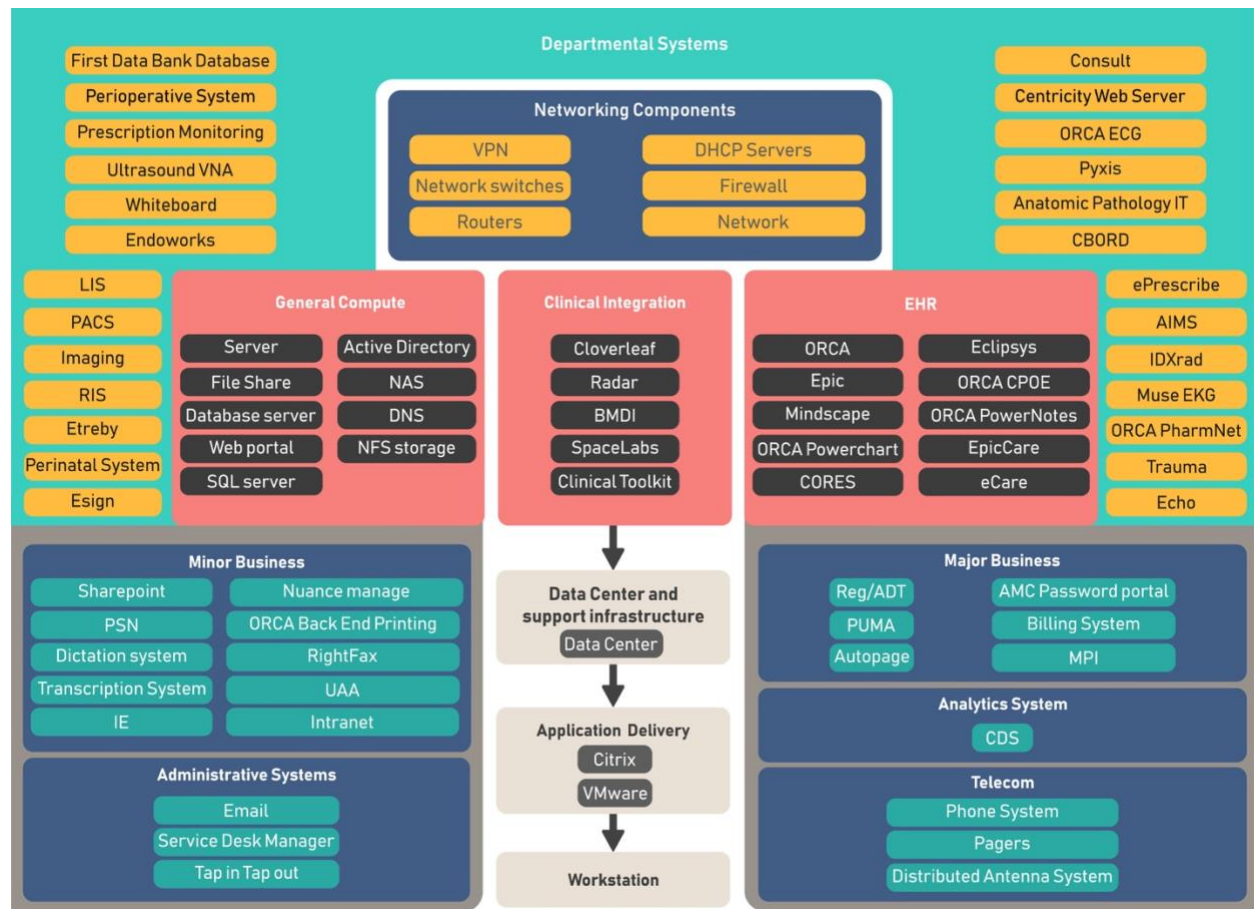 Departmental Systems
First Data Bank Database
Perioperative System
Prescription Monitoring
Ultrasound VNA
Whiteboard
Endoworks
Networking Components
VPN
Network switches
Routers
DHCP Servers
Firewall
Network
Consult
Centricity Web Server
ORCA ECG
Pyxis
Anatomic Pathology IT
CBORD
LIS
PACS
Imaging
RIS
Etreby
Perinatal System
Esign
General Compute
Server
File Share
Database server
Web portal
SQL server
Active Directory
NAS
DNS
NFS storage
Clinical Integration
Cloverleaf
Radar
BMDI
SpaceLabs
Clinical Toolkit
EHR
ORCA
Epic
Mindscape
ORCA Powerchart
CORES
Eclipsys
ORCA CPOE
ORCA PowerNotes
EpicCare
eCare
ePrescribe
AIMS
IDXrad
Muse EKG
ORCA PharmNet
Trauma
Echo
Minor Business
Sharepoint
PSN
Dictation system
Transcription System
IE
Nuance manage
ORCA Back End Printing
RightFax
UAA
Intranet
Administrative Systems
Email
Service Desk Manager
Tap in Tap out
Data Center and
support infrastructure
Data Center
Application Delivery
Citrix
VMware
Workstation
Major Business
Reg/ADT
PUMA
Autopage
AMC Password portal
Billing System
MPI
Analytics System
CDS
Telecom
Phone System
Pagers
Distributed Antenna System